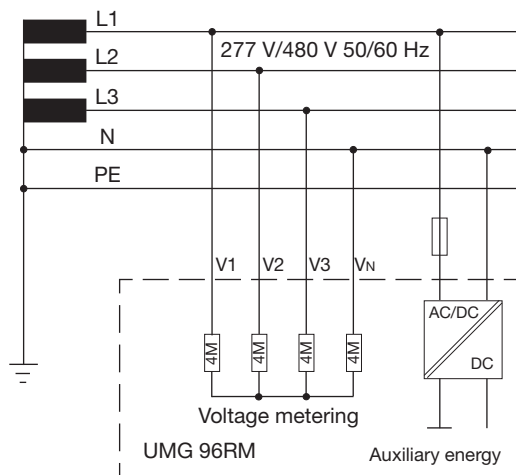 L1
277 V/480 V 50/60 Hz
L2
L3
N
PE
V1
V2
V3
VN
AC/DC
DC
4M
4M
4M
4M
Voltage metering
UMG 96RM
Auxiliary energy